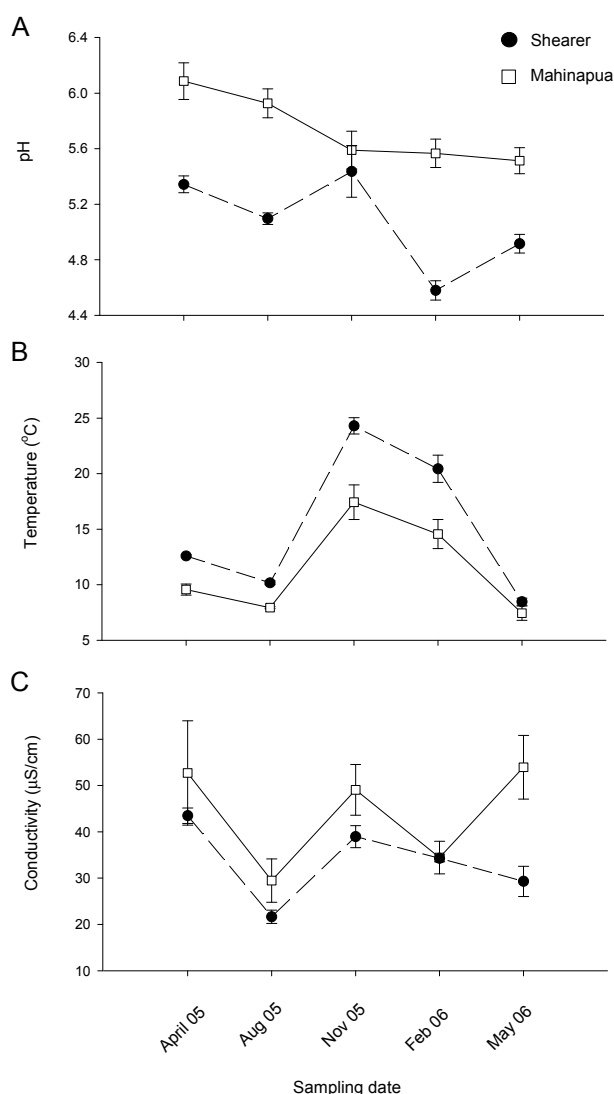 A
6.4
6.0
5.6
5.2
4.8
4.4
pH
Shearer
Mahinapua
B
30
25
20
15
10
5
Temperature (°C)
C
70
60
50
40
30
20
10
Conductivity (µS/cm)
April 05
Aug 05
Nov 05
Feb 06
May 06
Sampling date